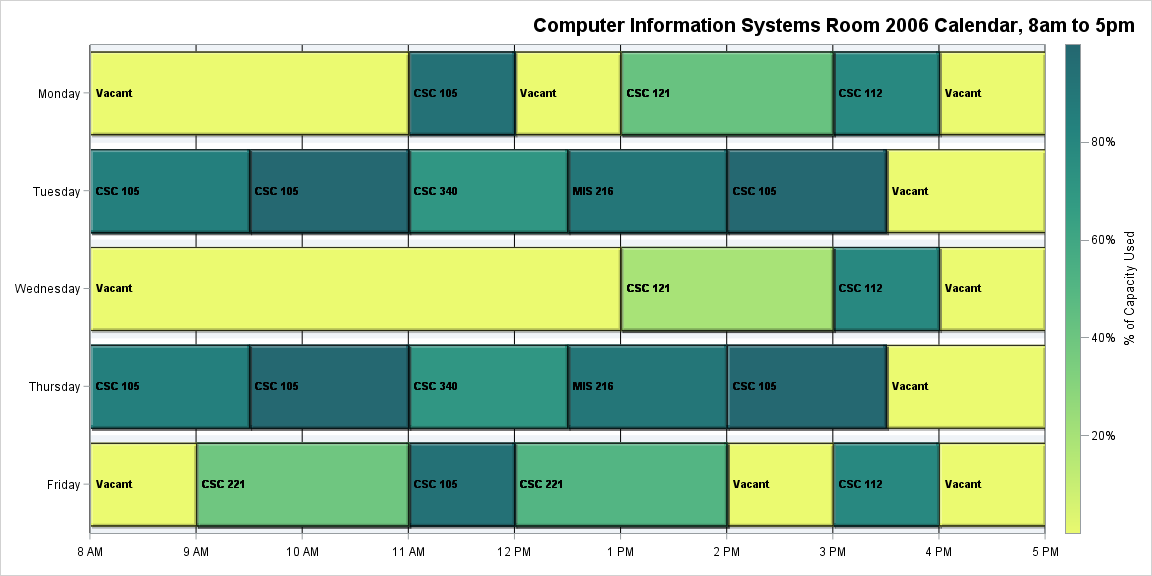 Computer Information Systems Room 2006 Calendar, 8am to 5pm
Monday
Vacant
CSC 105
Vacant
CSC 121
CSC 112
Vacant
Tuesday
CSC 105
CSC 105
CSC 340
MIS 216
CSC 105
Vacant
Wednesday
Vacant
CSC 121
CSC 112
Vacant
Thursday
CSC 105
CSC 105
CSC 340
MIS 216
CSC 105
Vacant
Friday
Vacant
CSC 221
CSC 105
CSC 221
Vacant
CSC 112
Vacant
8 AM
9 AM
10 AM
11 AM
12 PM
1 PM
2 PM
3 PM
4 PM
5 PM
80%
60%
40%
20%
% of Capacity Used